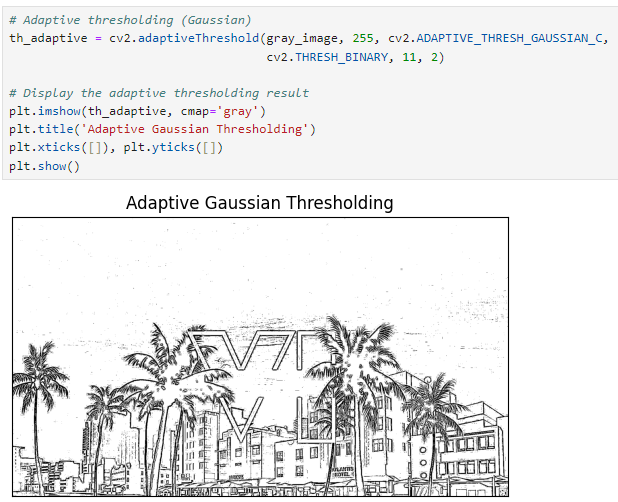 # Adaptive thresholding (Gaussian)
th_adaptive = cv2.adaptiveThreshold(gray_image, 255, cv2.ADAPTIVE_THRESH_GAUSSIAN_C,
cv2.THRESH_BINARY, 11, 2)
# Display the adaptive thresholding result
plt.imshow(th_adaptive, cmap='gray')
plt.title('Adaptive Gaussian Thresholding')
plt.xticks([]), plt.yticks([])
plt.show()
Adaptive Gaussian Thresholding